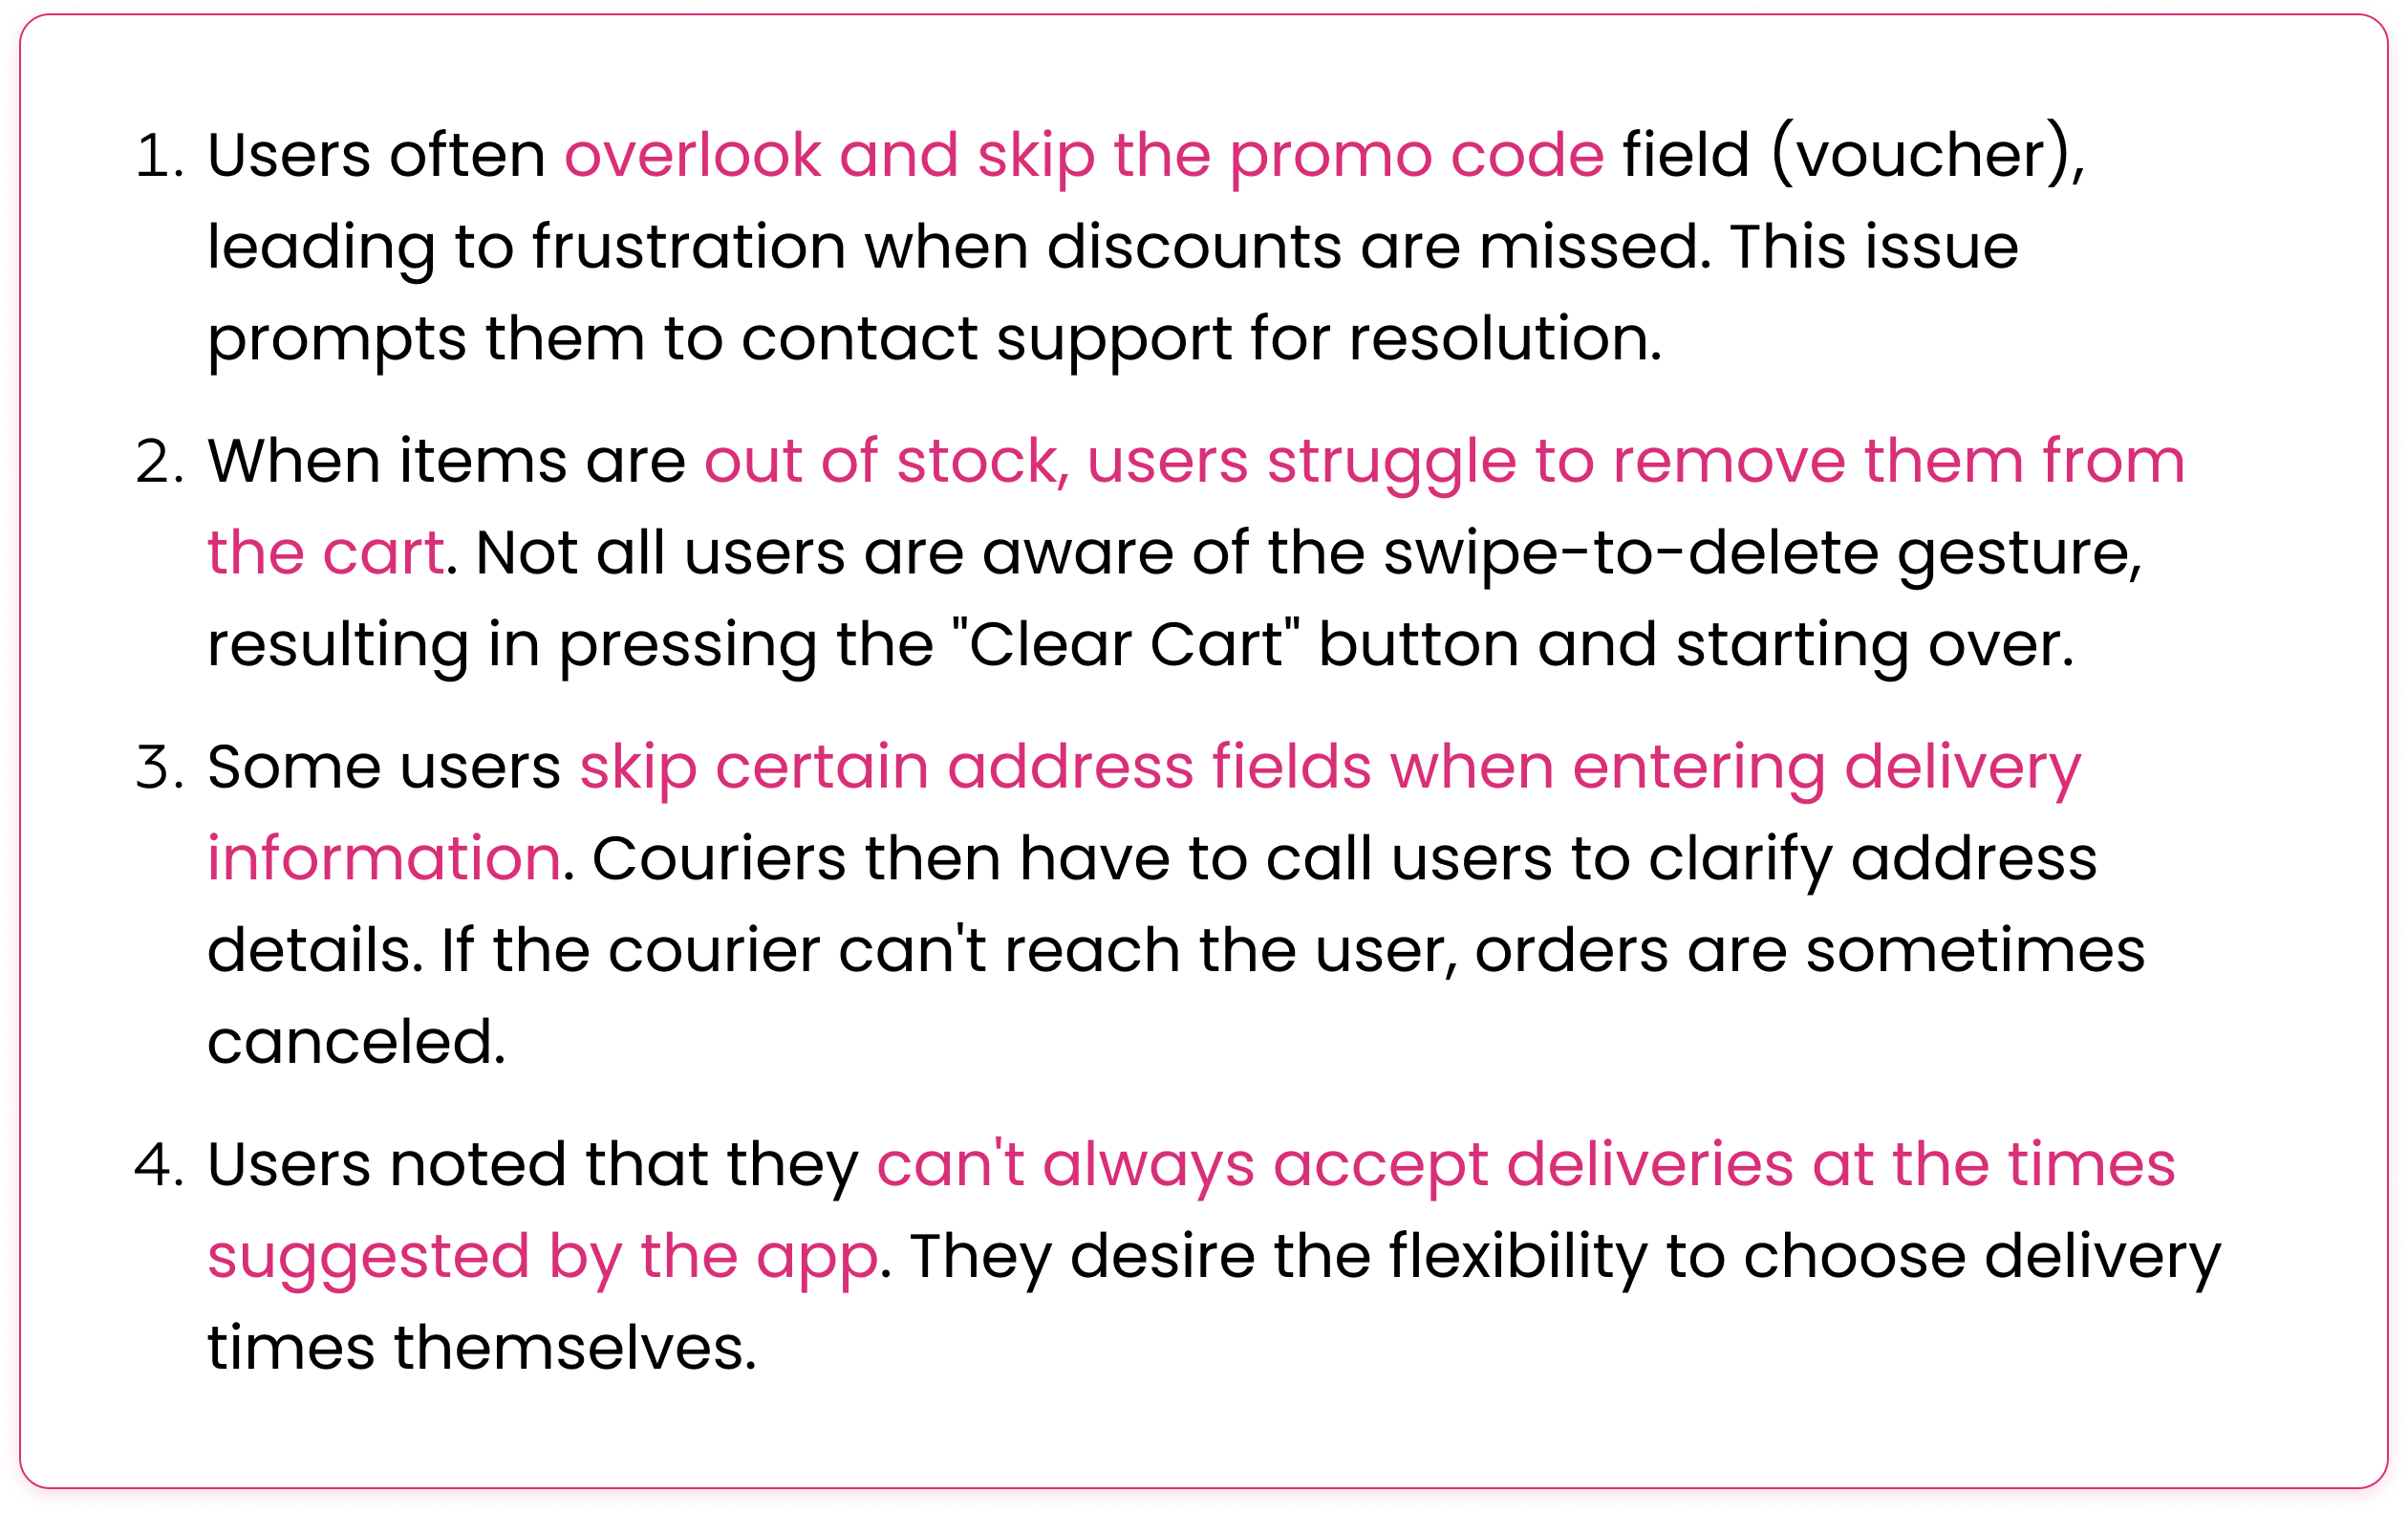 1. Users often overlook and skip the promo code field (voucher),
leading to frustration when discounts are missed. This issue
prompts them to contact support for resolution.
2. When items are out of stock, users struggle to remove them from
the cart. Not all users are aware of the swipe-to-delete gesture,
resulting in pressing the "Clear Cart" button and starting over.
3. Some users skip certain address fields when entering delivery
information. Couriers then have to call users to clarify address
details. If the courier can't reach the user, orders are sometimes
canceled.
4. Users noted that they can't always accept deliveries at the times
suggested by the app. They desire the flexibility to choose delivery
times themselves.